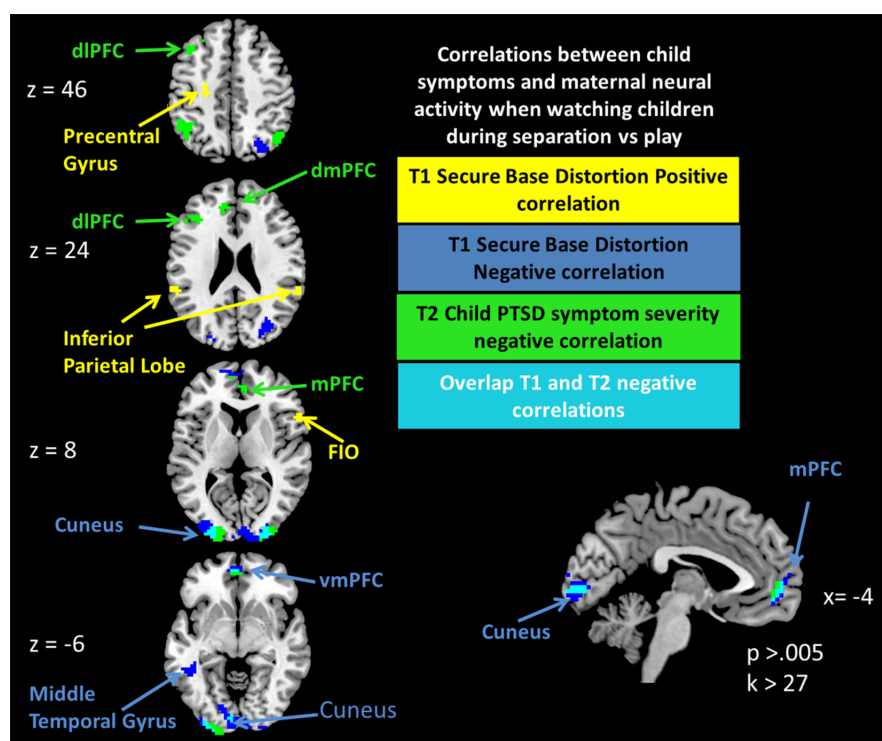 dlPFC
z = 46
Precentral
Gyrus
dmPFC
dlPFC
z = 24
Inferior
Parietal Lobe
mPFC
z = 8
FIO
Cuneus
vmPFC
z = -6
Middle
Temporal Gyrus
Cuneus
Correlations between child
symptoms and maternal neural
activity when watching children
during separation vs play
T1 Secure Base Distortion Positive
correlation
T1 Secure Base Distortion
Negative correlation
T2 Child PTSD symptom severity
negative correlation
Overlap T1 and T2 negative
correlations
mPFC
Cuneus
x= -4
p >.005
k > 27